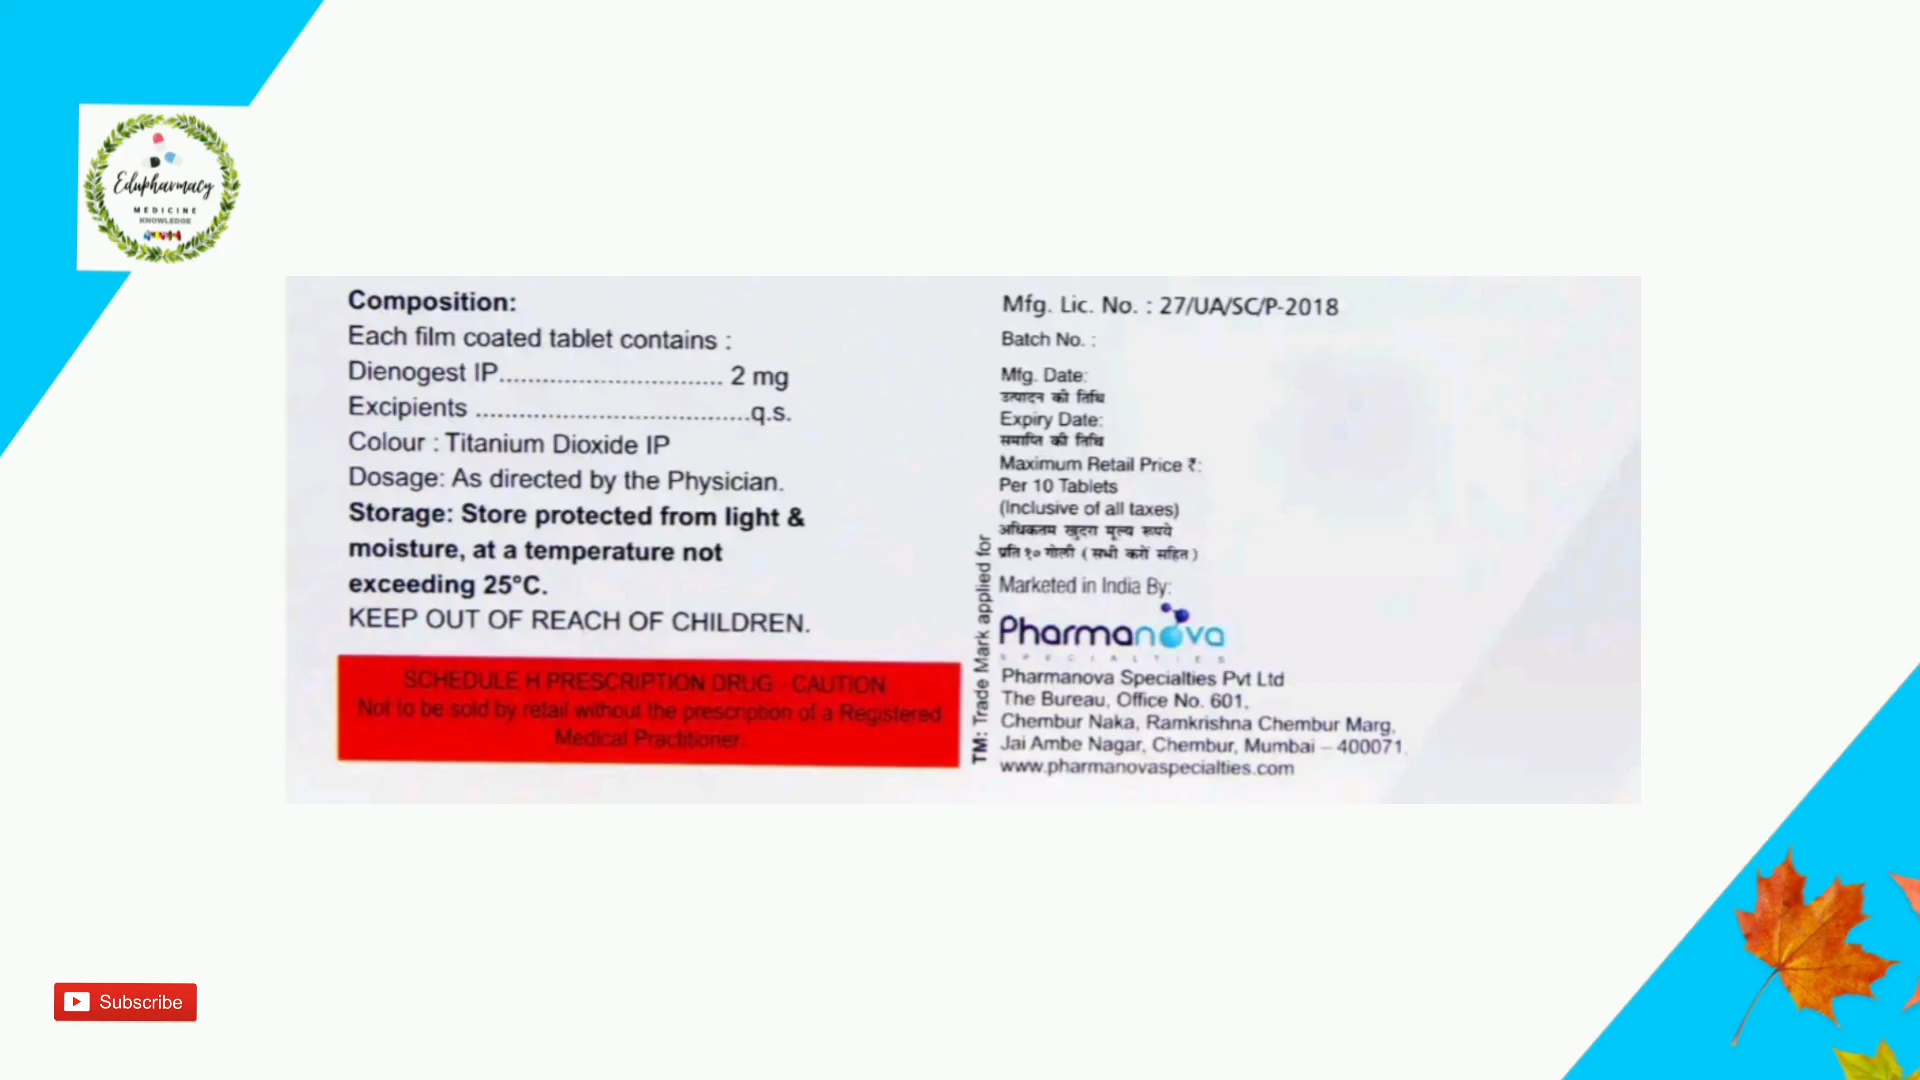 Edupharmacy
MEDICINE
KNOWLEDGE
Composition:
Each film coated tablet contains :
Dienogest IP............................... 2 mg
Excipients ......................................q.s.
Colour : Titanium Dioxide IP
Dosage: As directed by the Physician.
Storage: Store protected from light &
moisture, at a temperature not
exceeding 25°C.
KEEP OUT OF REACH OF CHILDREN.
SCHEDULE H PRESCRIPTION DRUG - CAUTION
Not to be sold by retail without the prescription of a Registered
Medical Practitioner.
TM: Trade Mark applied for
Mfg. Lic. No. : 27/UA/SC/P-2018
Batch No. :
Mfg. Date:
उत्पादन की तिथि
Expiry Date:
समाप्ति की तिथि
Maximum Retail Price ₹:
Per 10 Tablets
(Inclusive of all taxes)
अधिकतम खुदरा मूल्य रूपये
प्रति १० गोली ( सभी करों सहित )
Marketed in India By:
Pharmanova
SPECIALTIES
Pharmanova Specialties Pvt Ltd
The Bureau, Office No. 601,
Chembur Naka, Ramkrishna Chembur Marg,
Jai Ambe Nagar, Chembur, Mumbai – 400071.
www.pharmanovaspecialties.com
Subscribe